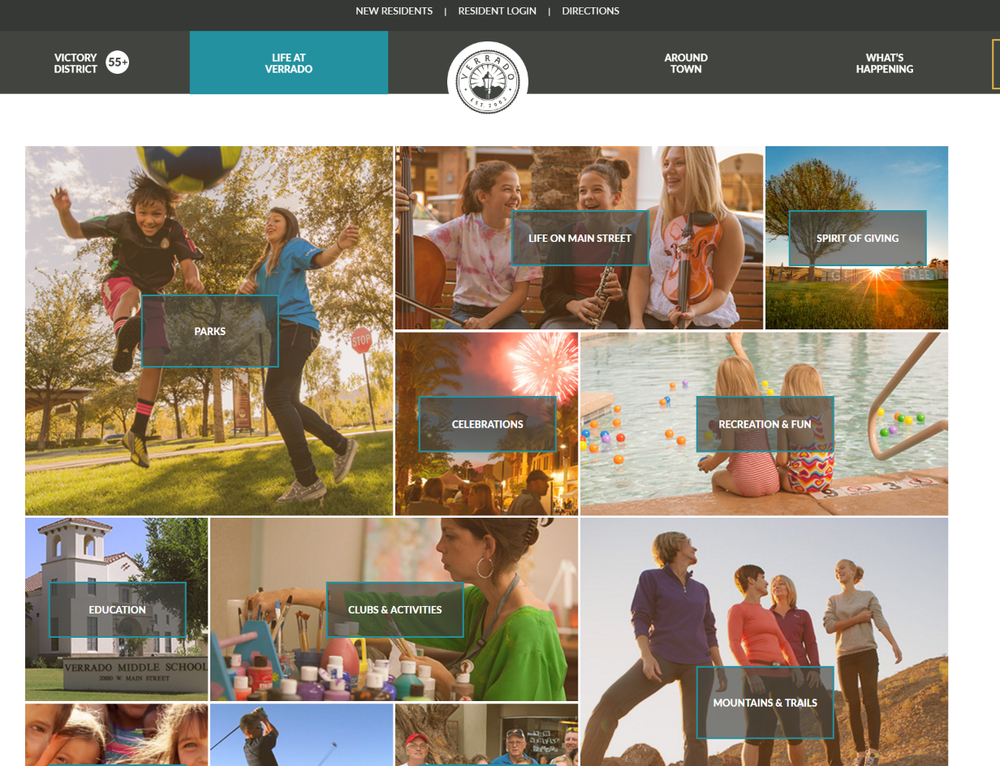 NEW RESIDENTS | RESIDENT LOGIN | DIRECTIONS
VICTORY
DISTRICT
55+
LIFE AT
VERRADO
VERRADO
EST. 2002
AROUND
TOWN
WHAT'S
HAPPENING
PARKS
STOP
LIFE ON MAIN STREET
SPIRIT OF GIVING
CELEBRATIONS
RECREATION & FUN
EDUCATION
VERRADO MIDDLE SCHOOL
20880 W MAIN STREET
CLUBS & ACTIVITIES
MOUNTAINS & TRAILS